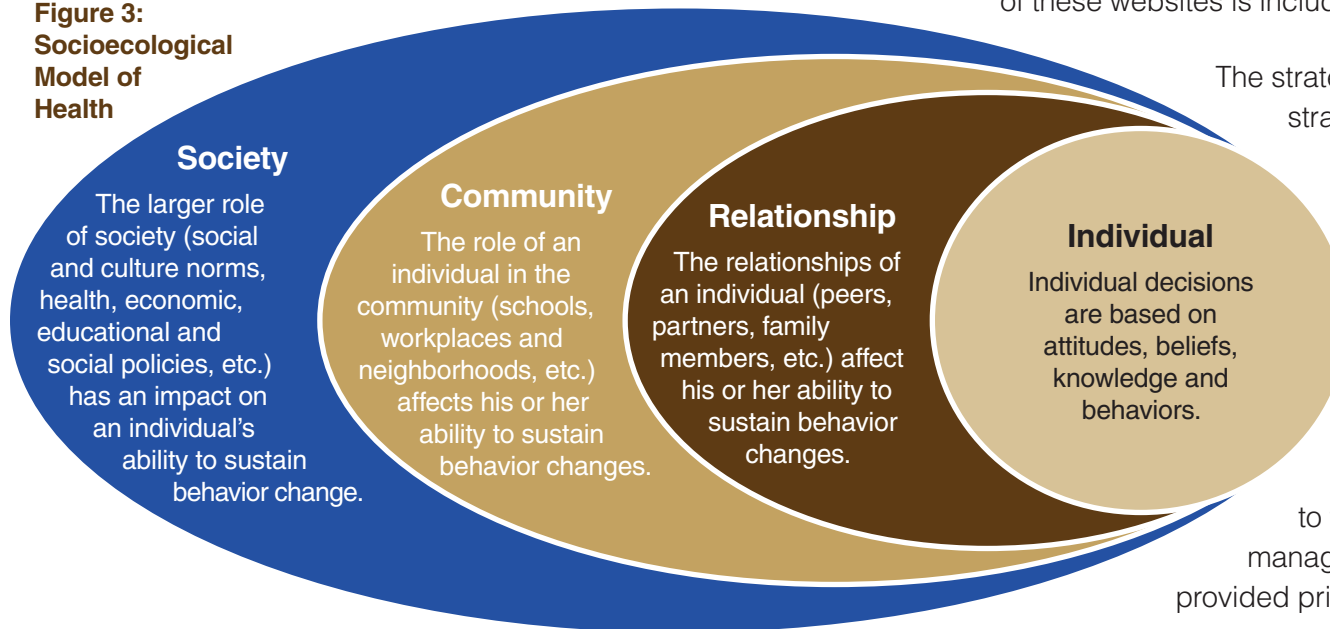 Figure 3:
Socioecological
Model of
Health
of these websites is
The
Society
The larger role
of society (social
and culture norms,
health, economic,
educational and
social policies, etc.)
has an impact on
an individual’s
ability to sustain
behavior change.
Community
The role of an
individual in the
community (schools,
workplaces and
neighborhoods, etc.)
affects his or her
ability to sustain
behavior changes.
Relationship
The relationships of
an individual (peers,
partners, family
members, etc.) affect
his or her ability to
sustain behavior
changes.
Individual
Individual decisions
are based on
attitudes, beliefs,
knowledge and
behaviors.
to
provided